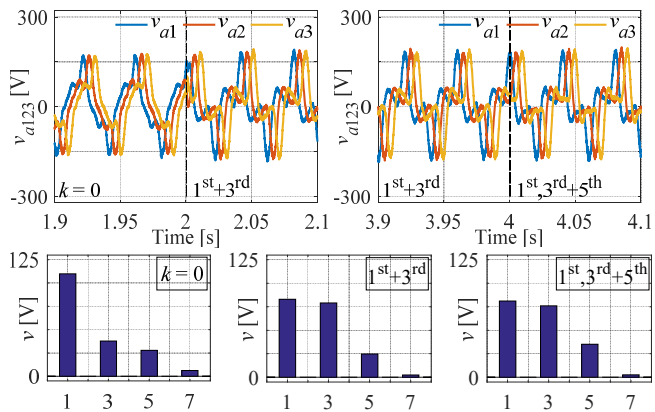 300
0
-300
v_a123 [V]
v_a1 v_a2 v_a3
k = 0
1st+3rd
1.9 1.95 2 2.05 2.1
Time [s]
300
0
-300
v_a123 [V]
v_a1 v_a2 v_a3
1st+3rd
1st,3rd+5th
3.9 3.95 4 4.05 4.1
Time [s]
125
0
v [V]
k = 0
1 3 5 7
125
0
v [V]
1st+3rd
1 3 5 7
125
0
v [V]
1st,3rd+5th
1 3 5 7